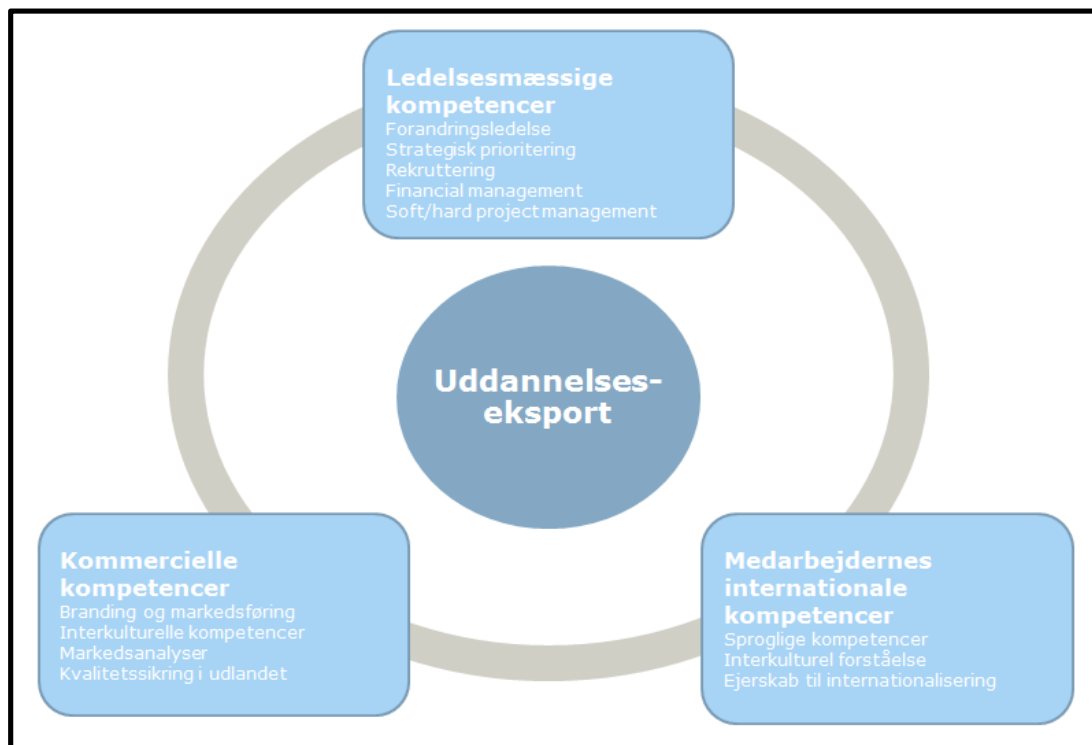 Ledelsesmæssige
kompetencer
Forandringsledelse
Strategisk prioritering
Rekruttering
Financial management
Soft/hard project management
Uddannelses-
eksport
Kommercielle
kompetencer
Branding og markedsføring
Interkulturelle kompetencer
Markedsanalyser
Kvalitetssikring i udlandet
Medarbejdernes
internationale
kompetencer
Sproglige kompetencer
Interkulturel forståelse
Ejerskab til internationalisering